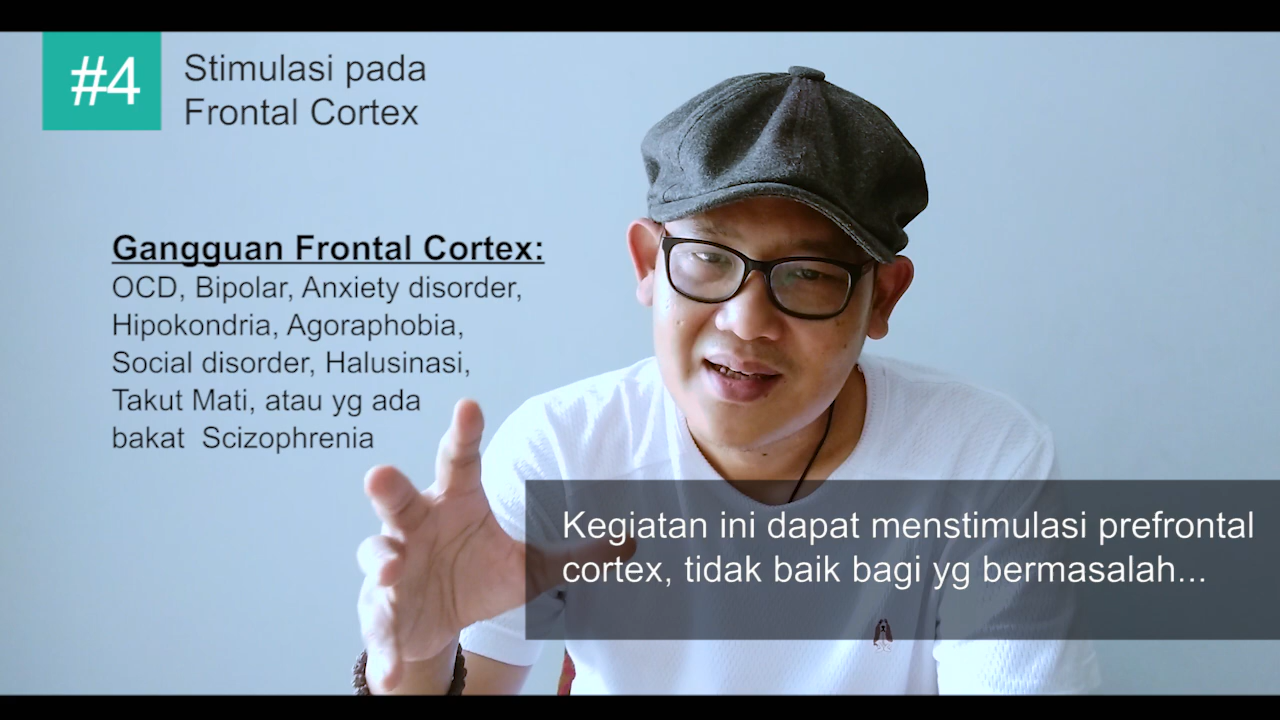 #4
Stimulasi pada
Frontal Cortex
Gangguan Frontal Cortex:
OCD, Bipolar, Anxiety disorder,
Hipokondria, Agoraphobia,
Social disorder, Halusinasi,
Takut Mati, atau yg ada
bakat Scizophrenia
Kegiatan ini dapat menstimulasi prefrontal
cortex, tidak baik bagi yg bermasalah...